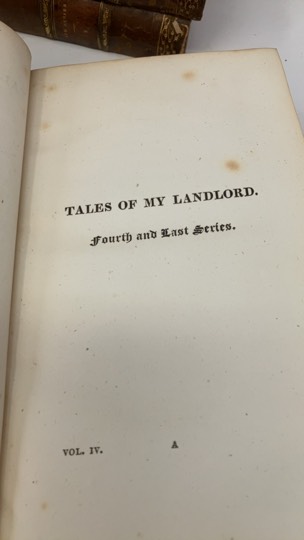 TALES OF MY LANDLORD.
Fourth and Last Series.
VOL. IV. A